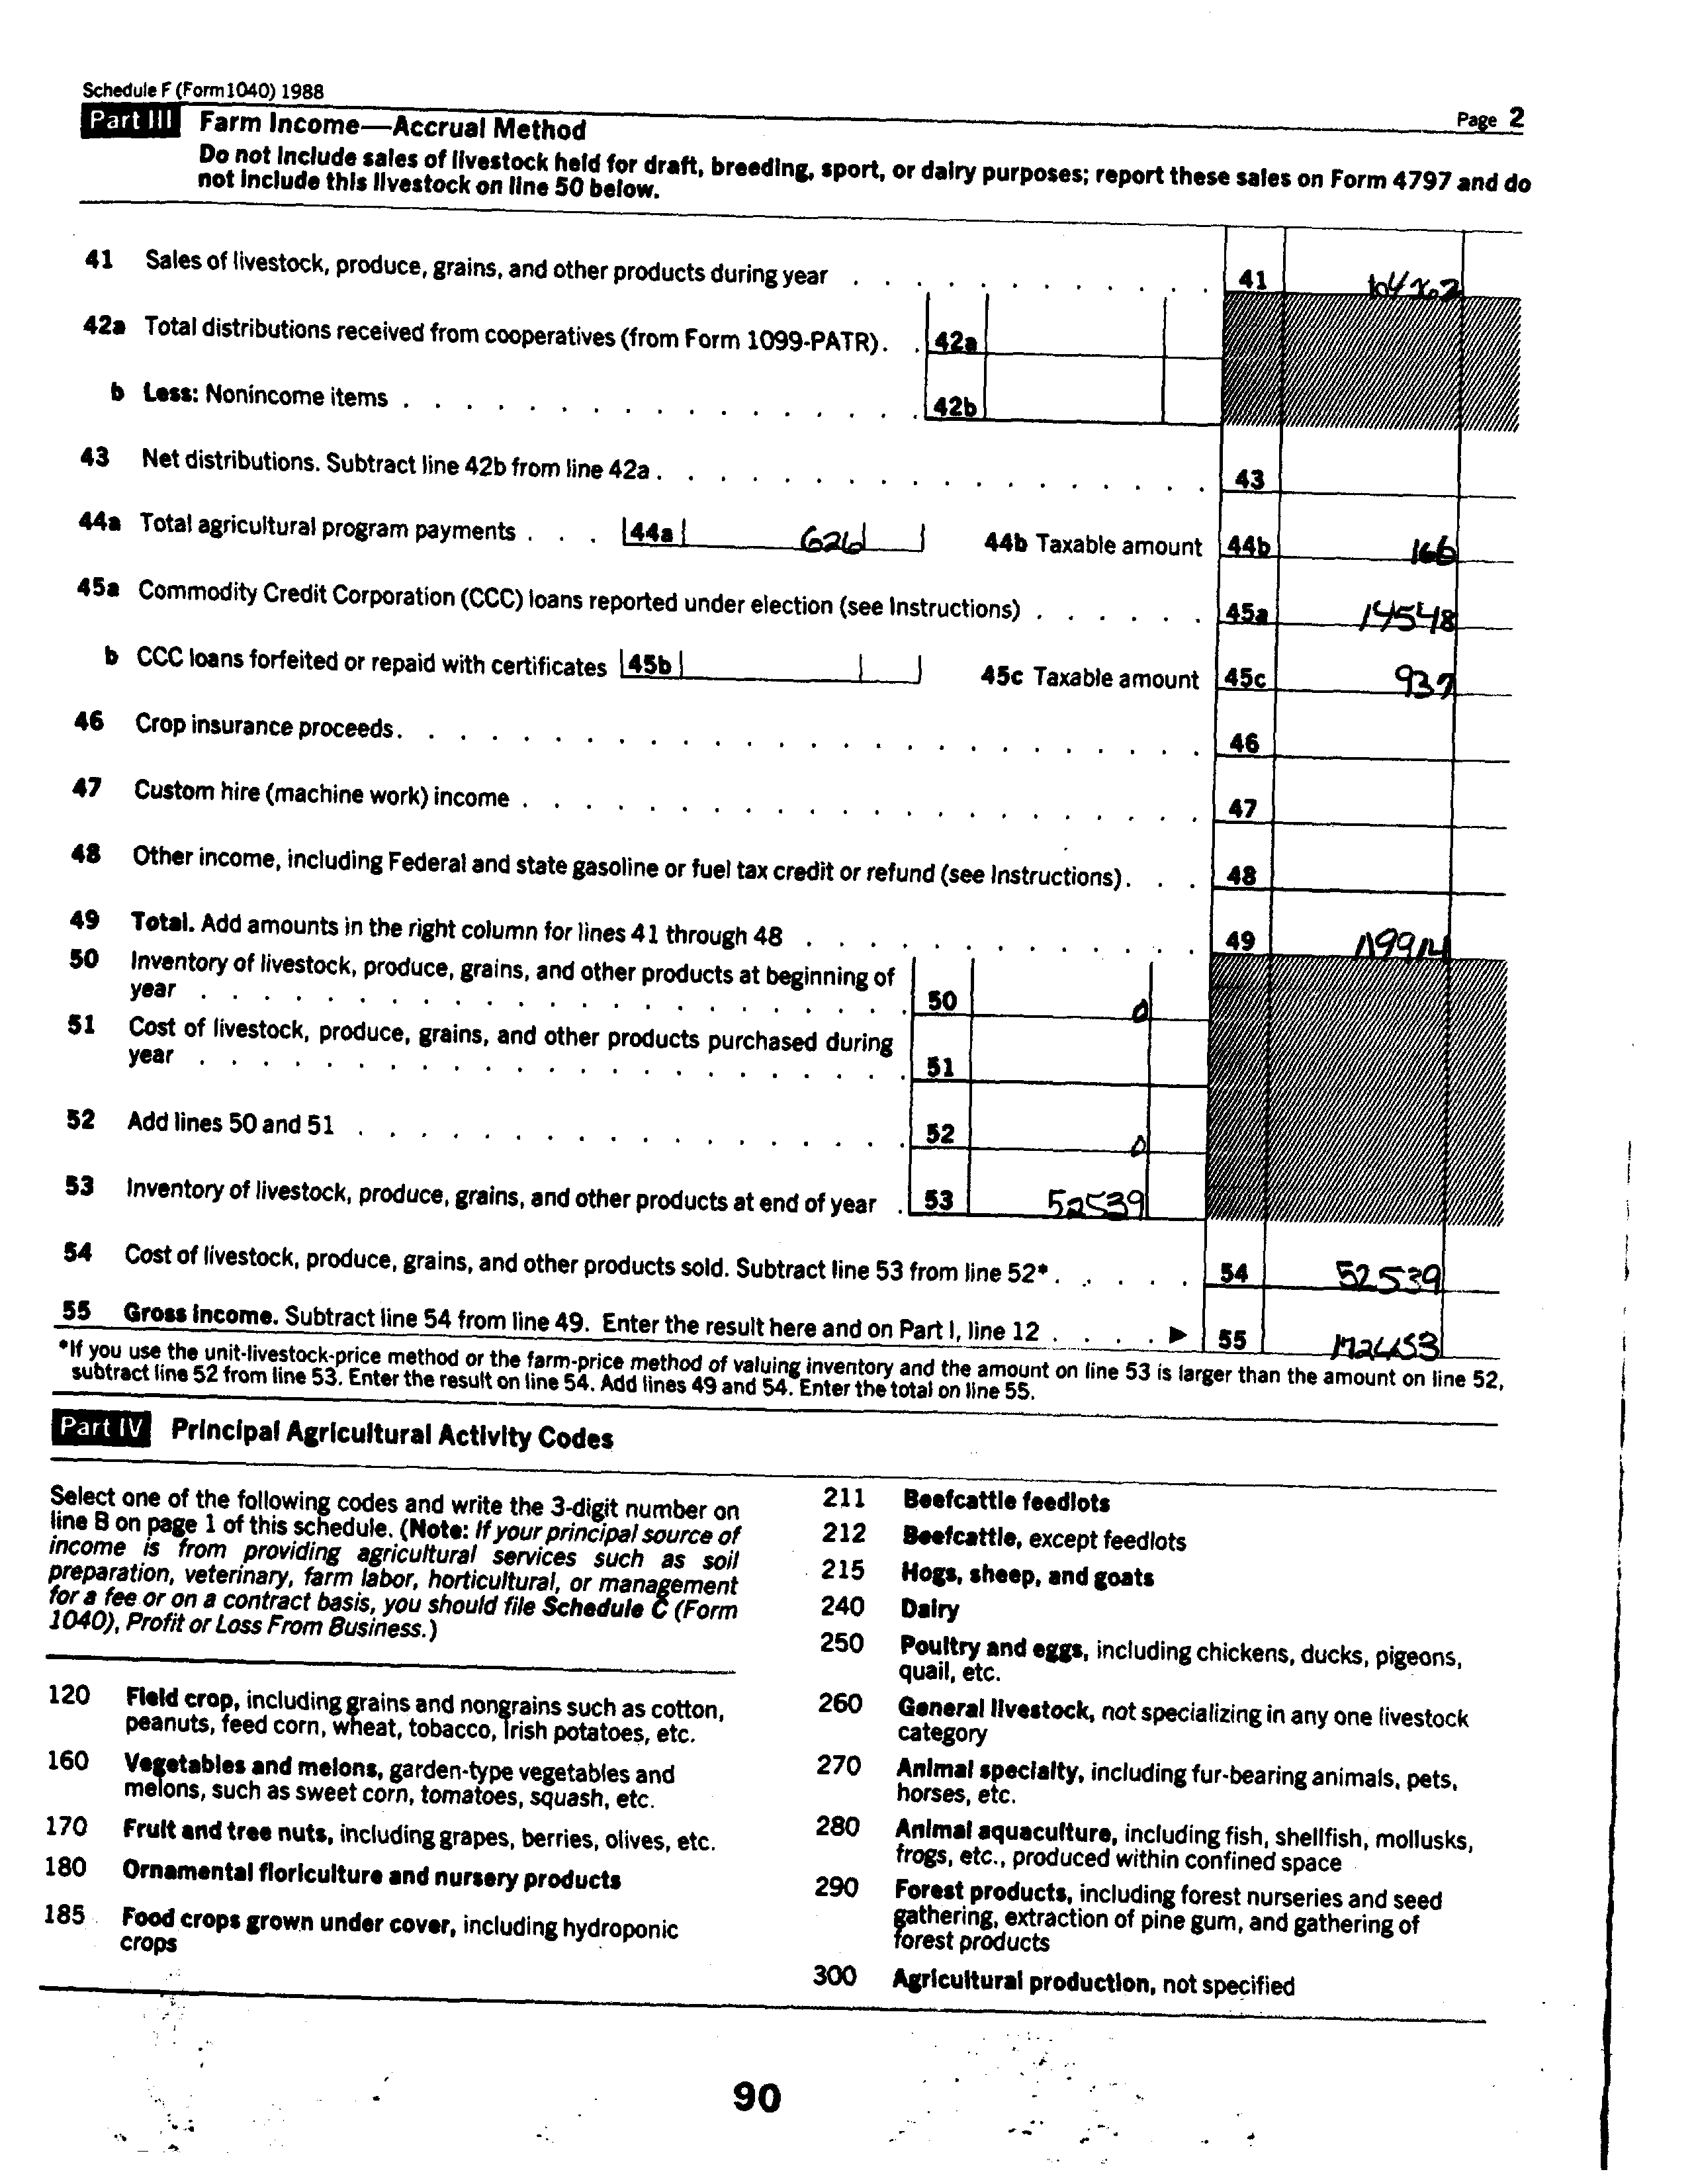 Schedule F (Form 1040) 1988
Page 2
Part III Farm Income—Accrual Method
Do not include sales of livestock held for draft, breeding, sport, or dairy purposes; report these sales on Form 4797 and do
not include this livestock on line 50 below.
41 Sales of livestock, produce, grains, and other products during year . . . . . . . . . . . . 41
42a Total distributions received from cooperatives (from Form 1099-PATR) . . 42a
b Less: Nonincome items . . . . . . . . . . . . . . . . . 42b
43 Net distributions. Subtract line 42b from line 42a . . . . . . . . . . . . . . . . . . 43
44a Total agricultural program payments . . . 44a 626 44b Taxable amount 44b 166
45a Commodity Credit Corporation (CCC) loans reported under election (see Instructions) . . . . . . 45a 14548
b CCC loans forfeited or repaid with certificates 45b 45c Taxable amount 45c 937
46 Crop insurance proceeds . . . . . . . . . . . . . . . . . . . . . . . . . . 46
47 Custom hire (machine work) income . . . . . . . . . . . . . . . . . . . . . . 47
48 Other income, including Federal and state gasoline or fuel tax credit or refund (see Instructions) . . . 48
49 Total. Add amounts in the right column for lines 41 through 48 . . . . . . . . . . . . . 49 119914
50 Inventory of livestock, produce, grains, and other products at beginning of
year . . . . . . . . . . . . . . . . . . . . . . . 50 0
51 Cost of livestock, produce, grains, and other products purchased during
year . . . . . . . . . . . . . . . . . . . . . . . 51
52 Add lines 50 and 51 . . . . . . . . . . . . . . . . . . 52 0
53 Inventory of livestock, produce, grains, and other products at end of year . 53 52539
54 Cost of livestock, produce, grains, and other products sold. Subtract line 53 from line 52* . . . . . 54 52539
55 Gross income. Subtract line 54 from line 49. Enter the result here and on Part I, line 12 . . . . ▶ 55 172453
*If you use the unit-livestock-price method or the farm-price method of valuing inventory and the amount on line 53 is larger than the amount on line 52,
subtract line 52 from line 53. Enter the result on line 54. Add lines 49 and 54. Enter the total on line 55.
Part IV Principal Agricultural Activity Codes
Select one of the following codes and write the 3-digit number on
line B on page 1 of this schedule. (Note: If your principal source of
income is from providing agricultural services such as soil
preparation, veterinary, farm labor, horticultural, or management
for a fee or on a contract basis, you should file Schedule C (Form
1040), Profit or Loss From Business.)
120 Field crop, including grains and nongrains such as cotton,
peanuts, feed corn, wheat, tobacco, Irish potatoes, etc.
160 Vegetables and melons, garden-type vegetables and
melons, such as sweet corn, tomatoes, squash, etc.
170 Fruit and tree nuts, including grapes, berries, olives, etc.
180 Ornamental floriculture and nursery products
185 Food crops grown under cover, including hydroponic
crops
211 Beefcattle feedlots
212 Beefcattle, except feedlots
215 Hogs, sheep, and goats
240 Dairy
250 Poultry and eggs, including chickens, ducks, pigeons,
quail, etc.
260 General livestock, not specializing in any one livestock
category
270 Animal specialty, including fur-bearing animals, pets,
horses, etc.
280 Animal aquaculture, including fish, shellfish, mollusks,
frogs, etc., produced within confined space
290 Forest products, including forest nurseries and seed
gathering, extraction of pine gum, and gathering of
forest products
300 Agricultural production, not specified
90